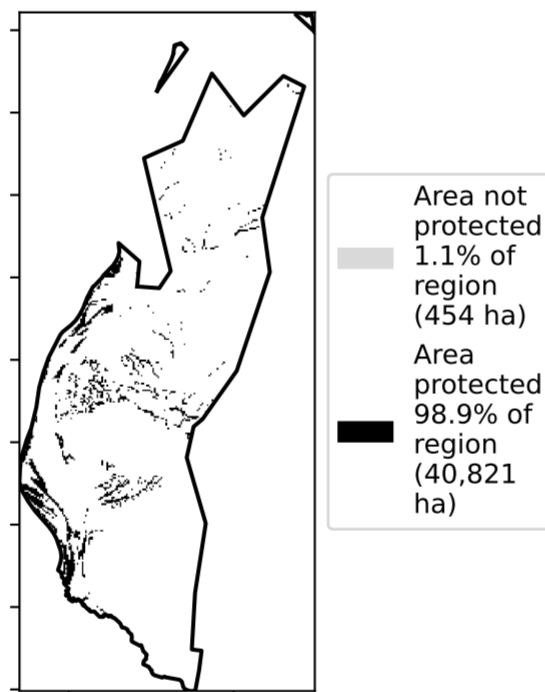 Area not
protected
1.1% of
region
(454 ha)
Area
protected
98.9% of
region
(40,821
ha)